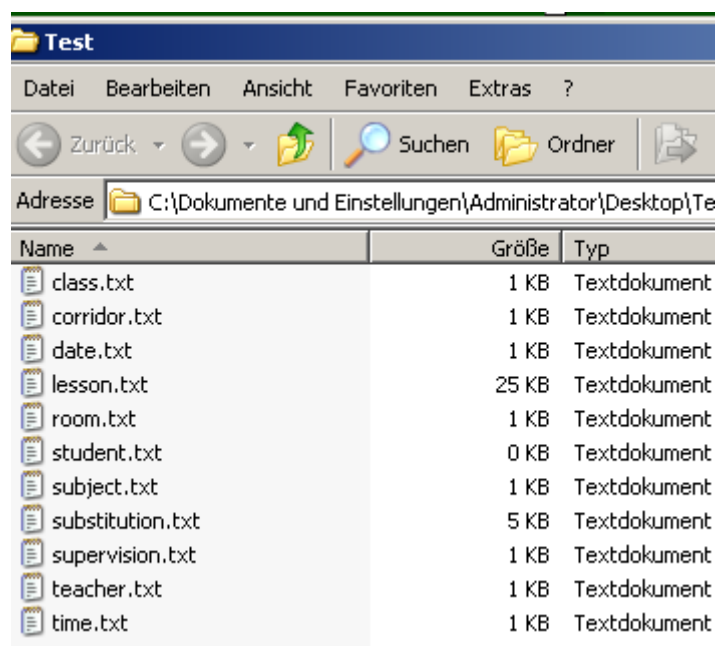 Test
Datei Bearbeiten Ansicht Favoriten Extras ?
Zurück Suchen Ordner
Adresse C:\Dokumente und Einstellungen\Administrator\Desktop\Te
Name Größe Typ
class.txt 1 KB Textdokument
corridor.txt 1 KB Textdokument
date.txt 1 KB Textdokument
lesson.txt 25 KB Textdokument
room.txt 1 KB Textdokument
student.txt 0 KB Textdokument
subject.txt 1 KB Textdokument
substitution.txt 5 KB Textdokument
supervision.txt 1 KB Textdokument
teacher.txt 1 KB Textdokument
time.txt 1 KB Textdokument